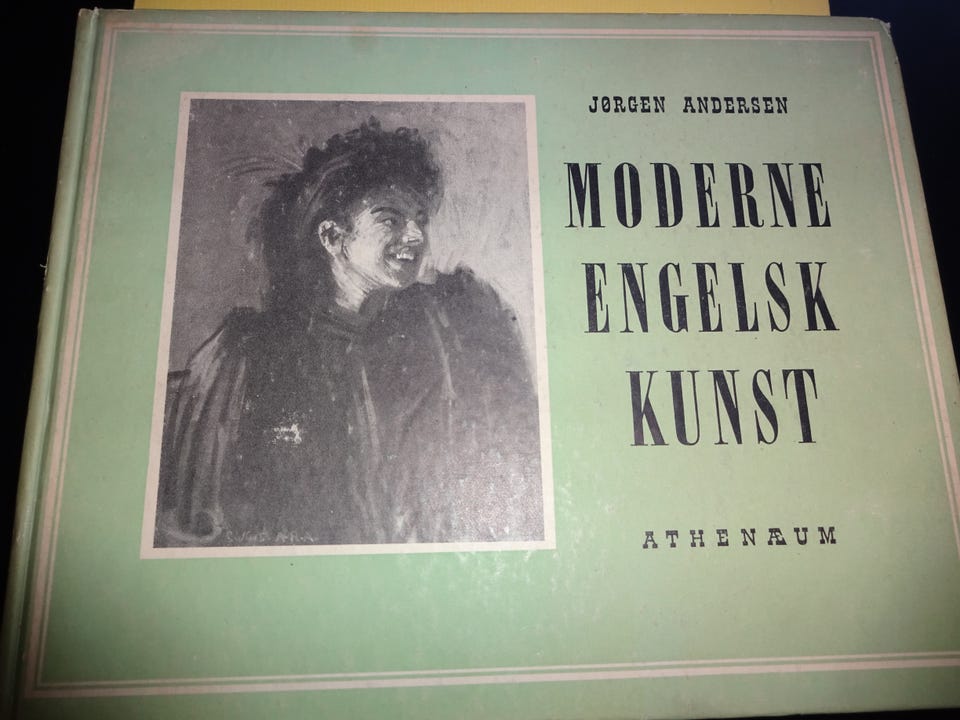 JØRGEN ANDERSEN
MODERNE
ENGELSK
KUNST
ATHENÆUM